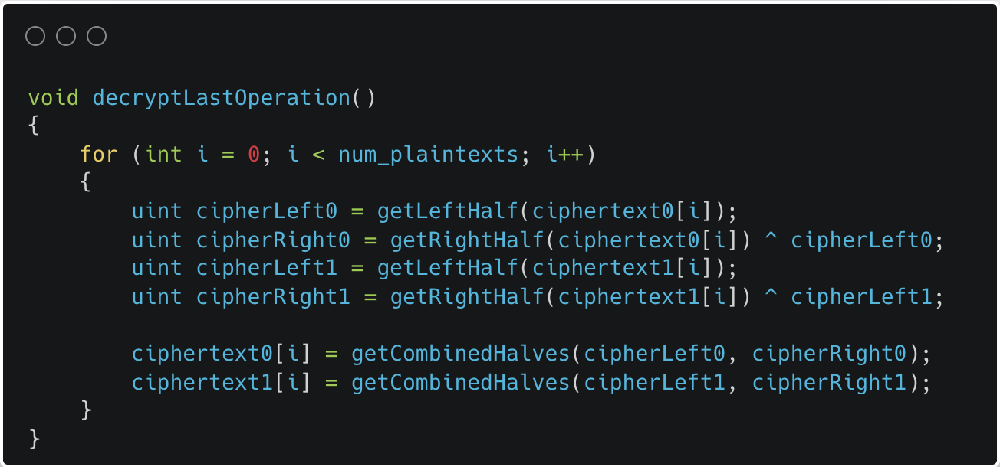 void decryptLastOperation()
{
    for (int i = 0; i < num_plaintexts; i++)
    {
        uint cipherLeft0 = getLeftHalf(ciphertext0[i]);
        uint cipherRight0 = getRightHalf(ciphertext0[i]) ^ cipherLeft0;
        uint cipherLeft1 = getLeftHalf(ciphertext1[i]);
        uint cipherRight1 = getRightHalf(ciphertext1[i]) ^ cipherLeft1;

        ciphertext0[i] = getCombinedHalves(cipherLeft0, cipherRight0);
        ciphertext1[i] = getCombinedHalves(cipherLeft1, cipherRight1);
    }
}